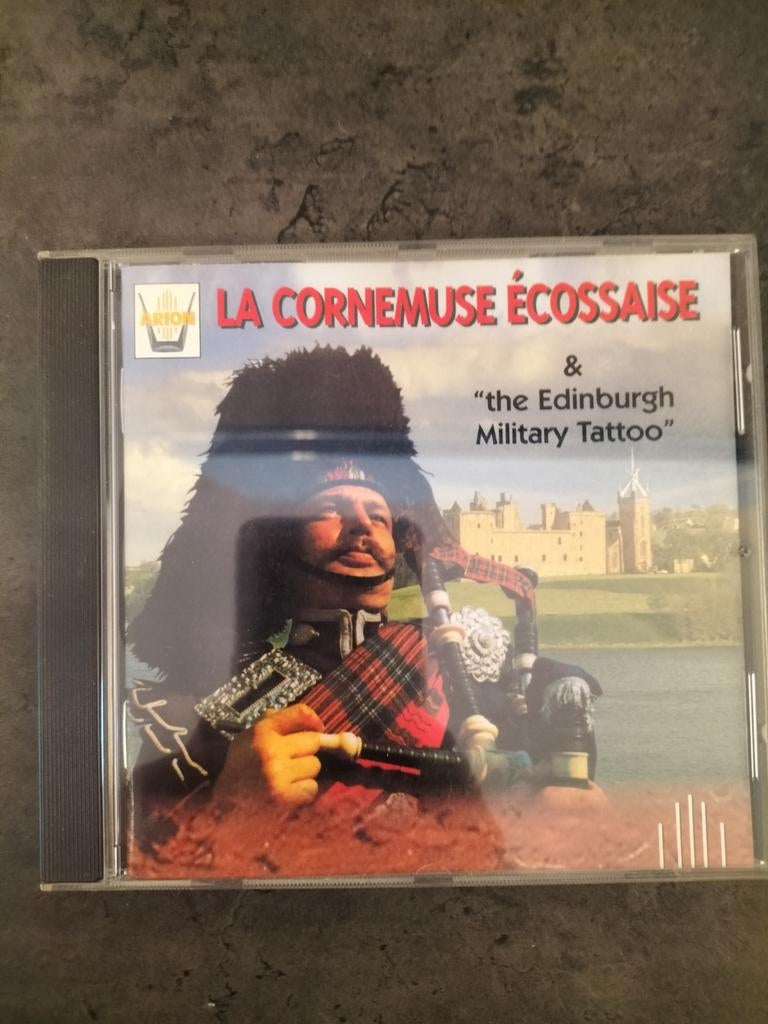 ARION
LA CORNEMUSE ÉCOSSAISE
&
"the Edinburgh
Military Tattoo"